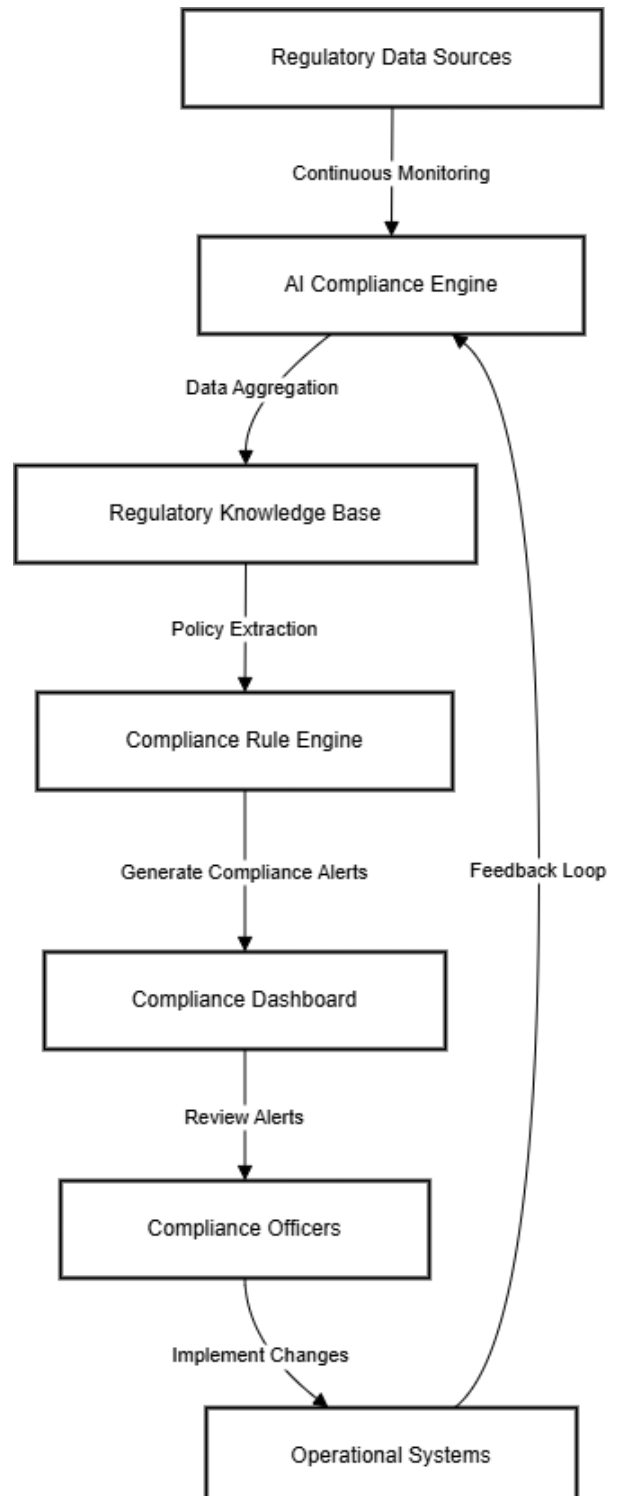 Regulatory Data Sources
Continuous Monitoring
AI Compliance Engine
Data Aggregation
Regulatory Knowledge Base
Policy Extraction
Compliance Rule Engine
Generate Compliance Alerts
Feedback Loop
Compliance Dashboard
Review Alerts
Compliance Officers
Implement Changes
Operational Systems